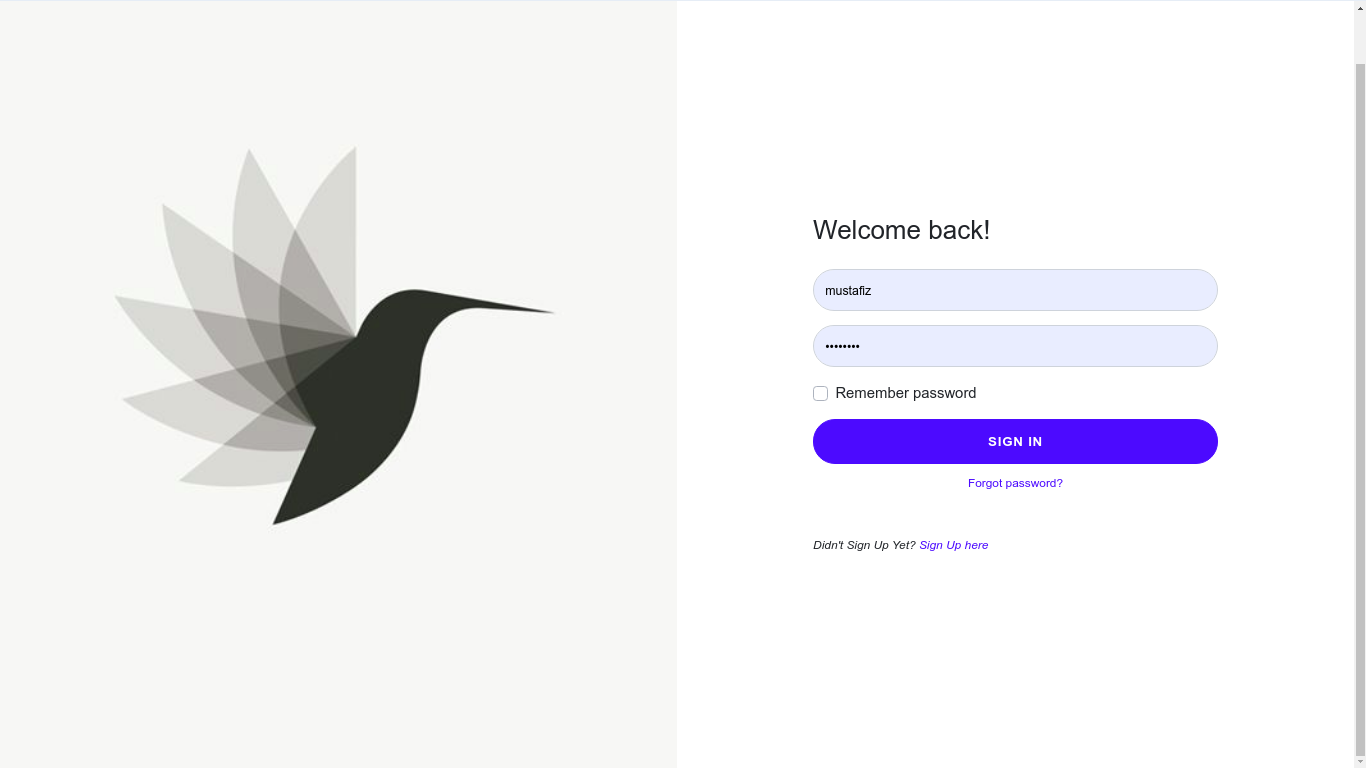 Welcome back!
mustafiz
••••••••
Remember password
SIGN IN
Forgot password?
Didn't Sign Up Yet? Sign Up here